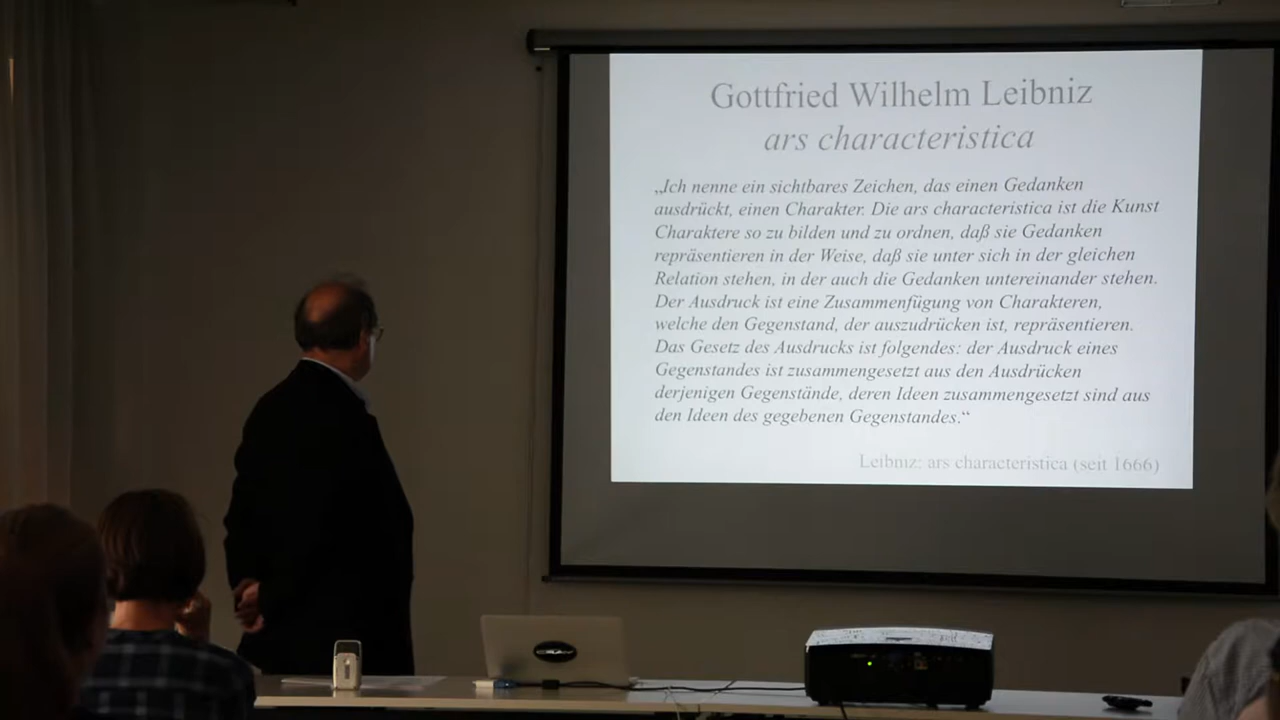 Gottfried Wilhelm Leibniz
ars characteristica
„Ich nenne ein sichtbares Zeichen, das einen Gedanken
ausdrückt, einen Charakter. Die ars characteristica ist die Kunst
Charaktere so zu bilden und zu ordnen, daß sie Gedanken
repräsentieren in der Weise, daß sie unter sich in der gleichen
Relation stehen, in der auch die Gedanken untereinander stehen.
Der Ausdruck ist eine Zusammenfügung von Charakteren,
welche den Gegenstand, der auszudrücken ist, repräsentieren.
Das Gesetz des Ausdrucks ist folgendes: der Ausdruck eines
Gegenstandes ist zusammengesetzt aus den Ausdrücken
derjenigen Gegenstände, deren Ideen zusammengesetzt sind aus
den Ideen des gegebenen Gegenstandes.“
Leibniz: ars characteristica (seit 1666)